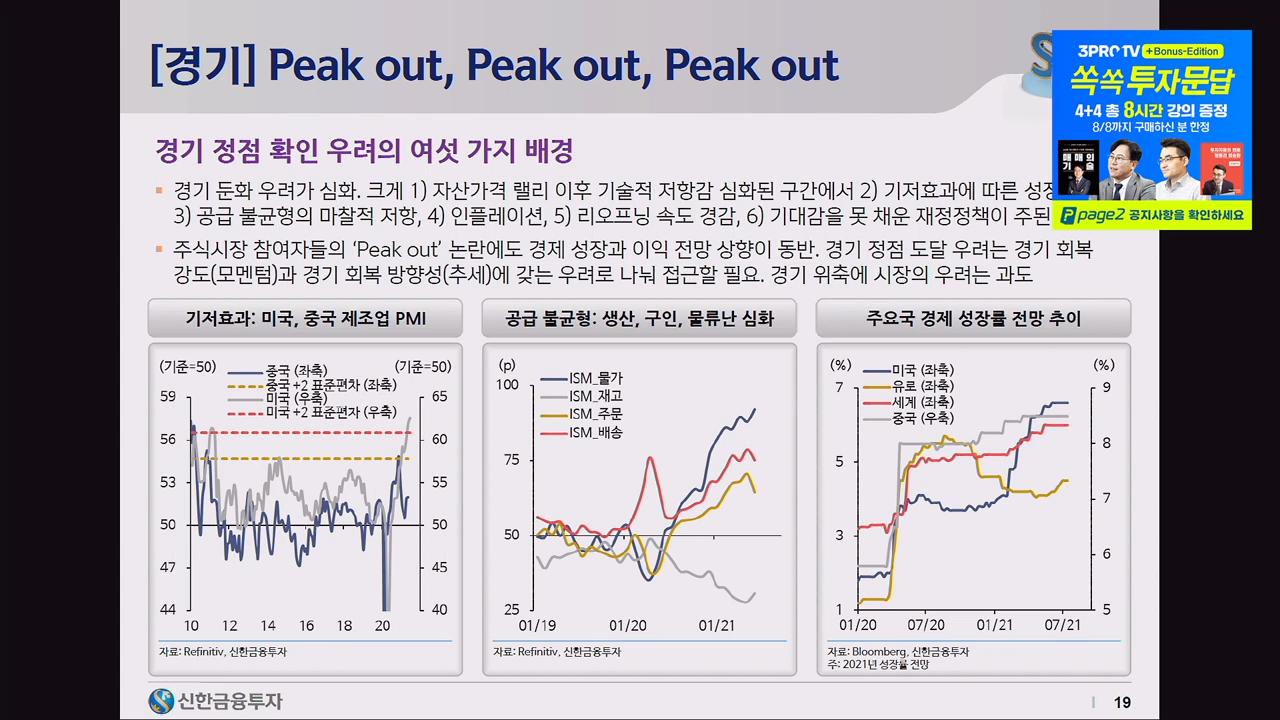 [경기] Peak out, Peak out, Peak out
3PROTV +Bonus-Edition
쏙쏙 투자문답
4+4 총 8시간 강의 증정
8/8까지 구매하신 분 한정
매매의
기술
page2 공지사항을 확인하세요
경기 정점 확인 우려의 여섯 가지 배경
경기 둔화 우려가 심화. 크게 1) 자산가격 랠리 이후 기술적 저항감 심화된 구간에서 2) 기저효과에 따른
3) 공급 불균형의 마찰적 저항, 4) 인플레이션, 5) 리오프닝 속도 경감, 6) 기대감을 못 채운 재정정책이 주된
주식시장 참여자들의 ‘Peak out’ 논란에도 경제 성장과 이익 전망 상향이 동반. 경기 정점 도달 우려는 경기 회복
강도(모멘텀)과 경기 회복 방향성(추세)에 갖는 우려로 나눠 접근할 필요. 경기 위축에 시장의 우려는 과도
기저효과: 미국, 중국 제조업 PMI
(기준=50)
(기준=50)
중국 (좌축)
중국 +2 표준편차 (좌축)
미국 (우축)
미국 +2 표준편차 (우축)
59
56
53
50
47
44
65
60
55
50
45
40
10 12 14 16 18 20
자료: Refinitiv, 신한금융투자
공급 불균형: 생산, 구인, 물류난 심화
(p)
ISM_물가
ISM_재고
ISM_주문
ISM_배송
100
75
50
25
01/19 01/20 01/21
자료: Refinitiv, 신한금융투자
주요국 경제 성장률 전망 추이
(%)
(%)
미국 (좌축)
유로 (좌축)
세계 (좌축)
중국 (우축)
7
5
3
1
9
8
7
6
5
01/20 07/20 01/21 07/21
자료: Bloomberg, 신한금융투자
주: 2021년 성장률 전망
신한금융투자
19